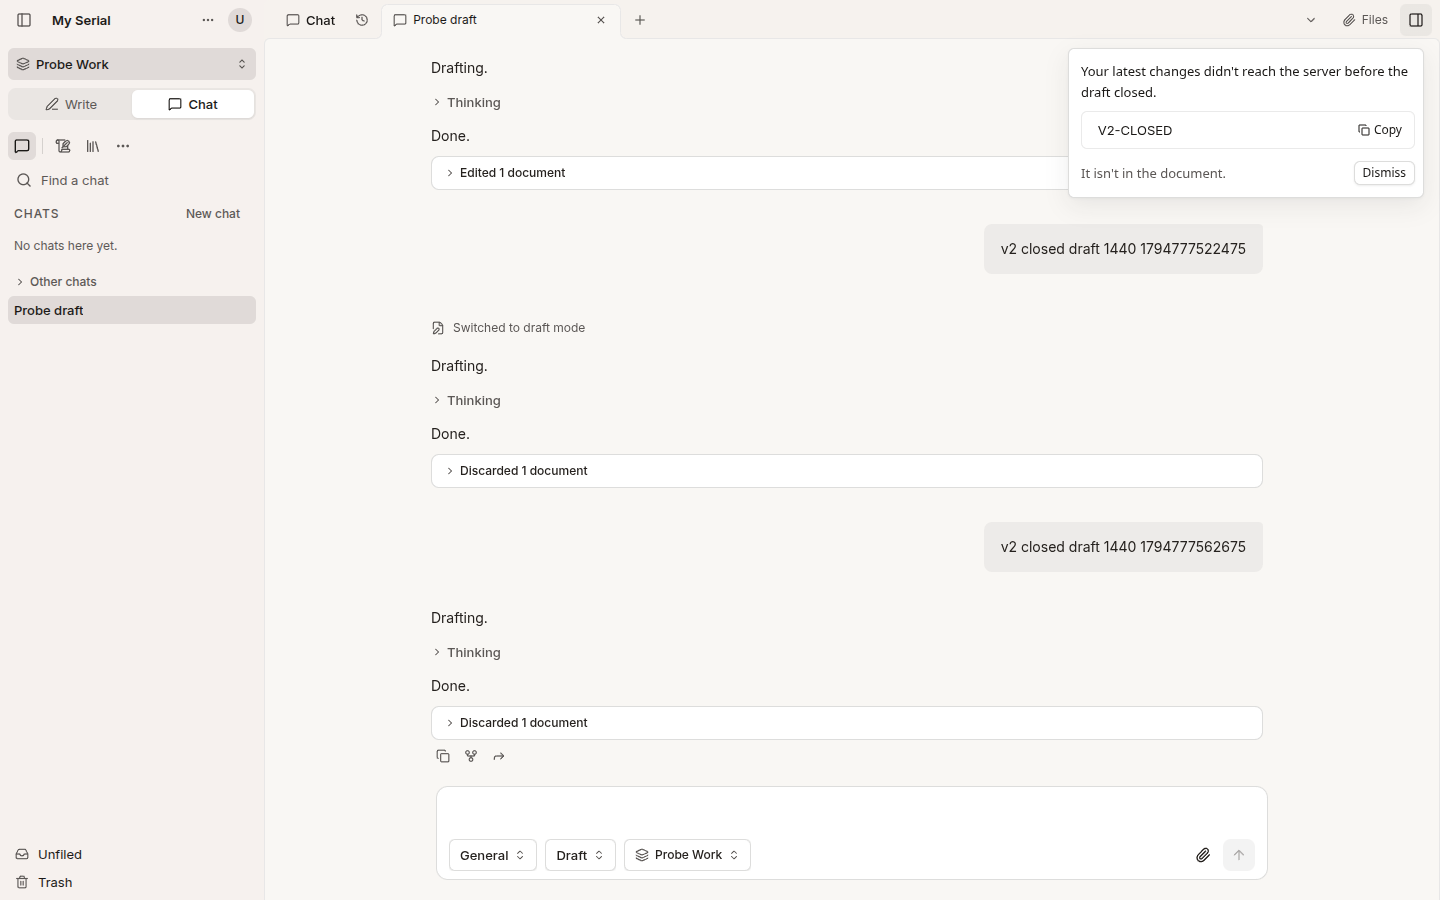 My Serial
U
Chat
Probe draft
Files
Probe Work
Write
Chat
Find a chat
CHATS
New chat
No chats here yet.
Other chats
Probe draft
Unfiled
Trash
Drafting.
Thinking
Done.
Edited 1 document
Your latest changes didn't reach the server before the
draft closed.
V2-CLOSED
Copy
It isn't in the document.
Dismiss
v2 closed draft 1440 1794777522475
Switched to draft mode
Drafting.
Thinking
Done.
Discarded 1 document
v2 closed draft 1440 1794777562675
Drafting.
Thinking
Done.
Discarded 1 document
General
Draft
Probe Work